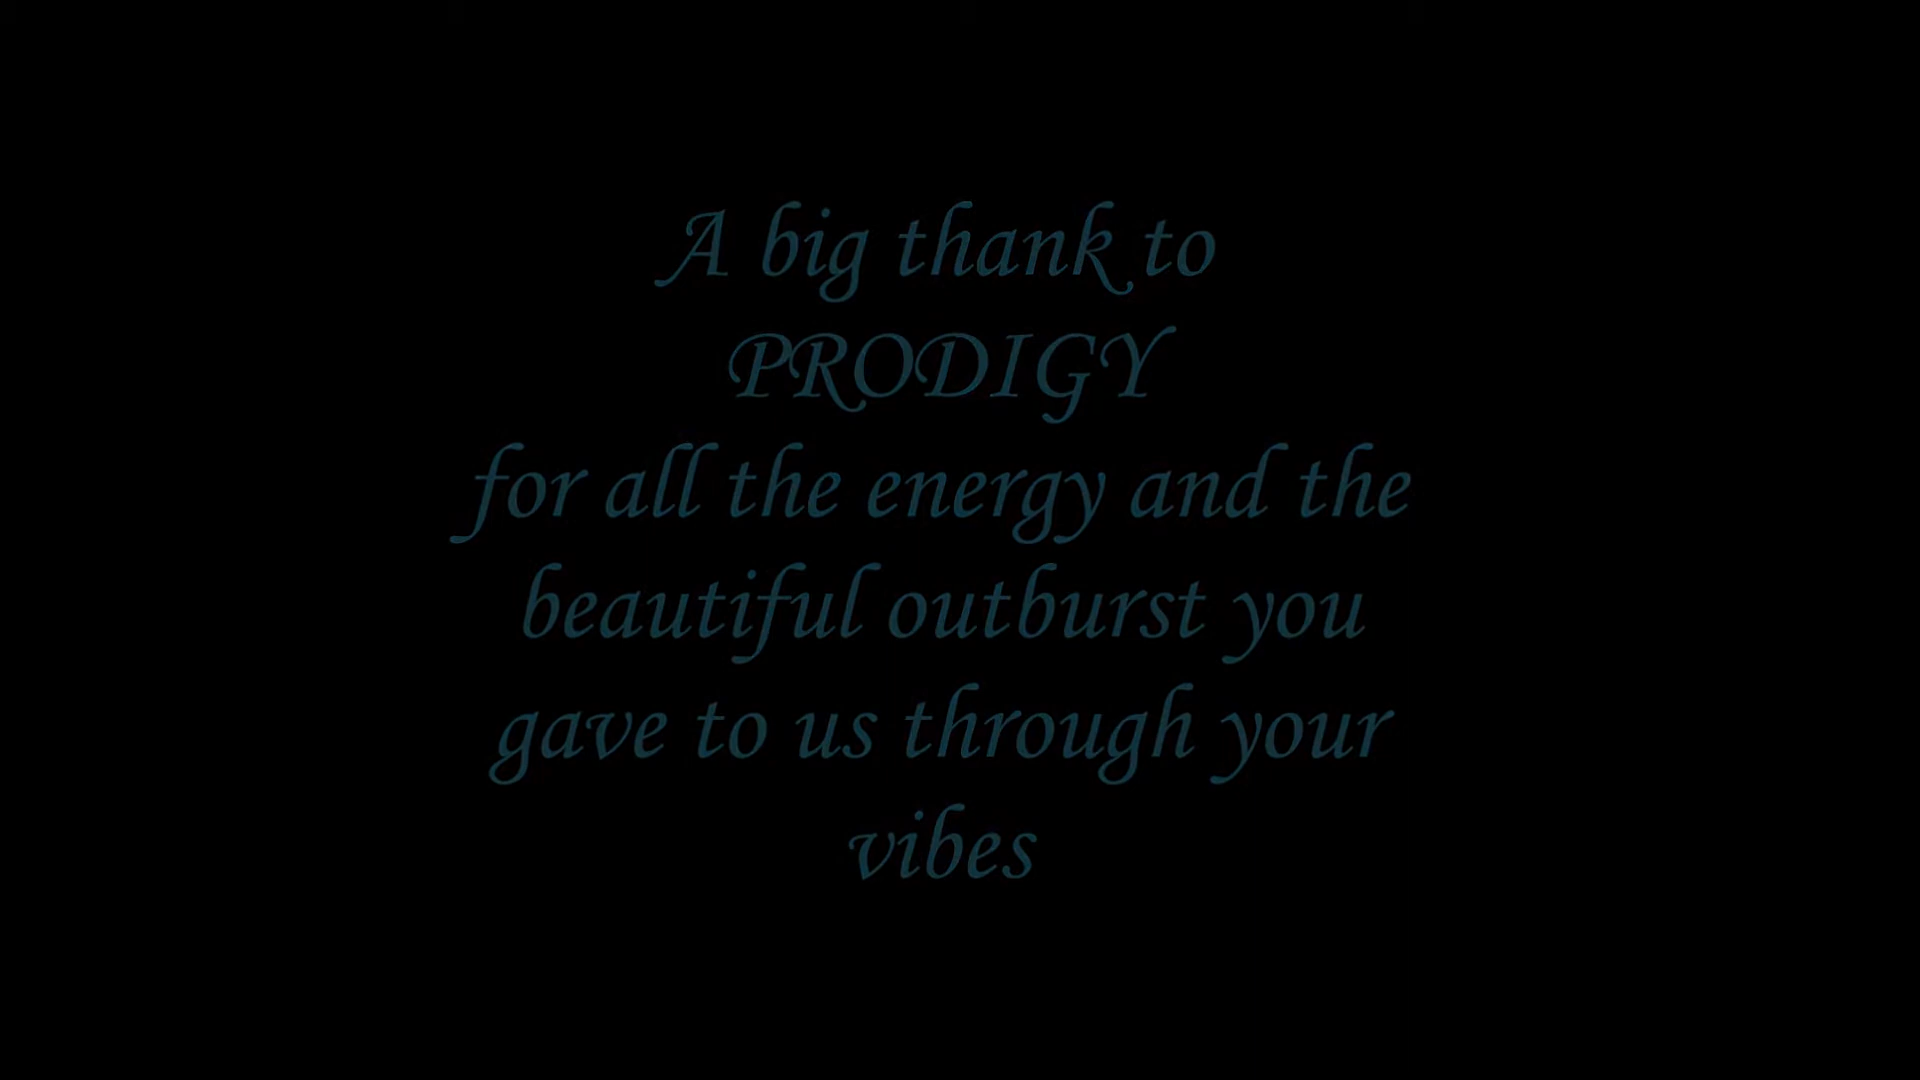 A big thank to
PRODIGY
for all the energy and the
beautiful outburst you
gave to us through your
vibes